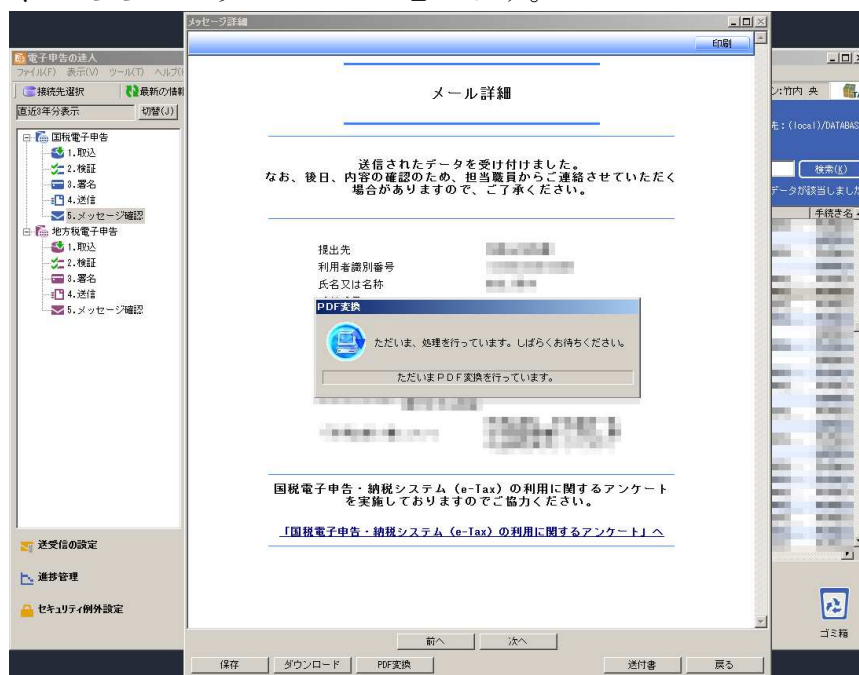 メッセージ詳細
印刷
電子申告の達人
ファイル(F) 表示(V) ツール(T) ヘルプ(
接続先選択
最新の情報
直近3年分表示
切替(J)
国税電子申告
1.取込
2.検証
3.署名
4.送信
5.メッセージ確認
地方税電子申告
1.取込
2.検証
3.署名
4.送信
5.メッセージ確認
送受信の設定
進捗管理
セキュリティ例外設定
メール詳細
送信されたデータを受け付けました。
なお、後日、内容の確認のため、担当職員からご連絡させていただく
場合がありますので、ご了承ください。
提出先
利用者識別番号
氏名又は名称
PDF変換
ただいま、処理を行っています。しばらくお待ちください。
ただいまPDF変換を行っています。
国税電子申告・納税システム(e-Tax)の利用に関するアンケート
を実施しておりますのでご協力ください。
「国税電子申告・納税システム(e-Tax)の利用に関するアンケート」へ
前へ
次へ
保存
ダウンロード
PDF変換
送付書
戻る
ン:竹内 央
先:(local)/DATABAS
検索(K)
データが該当しました
手続き名
ゴミ箱